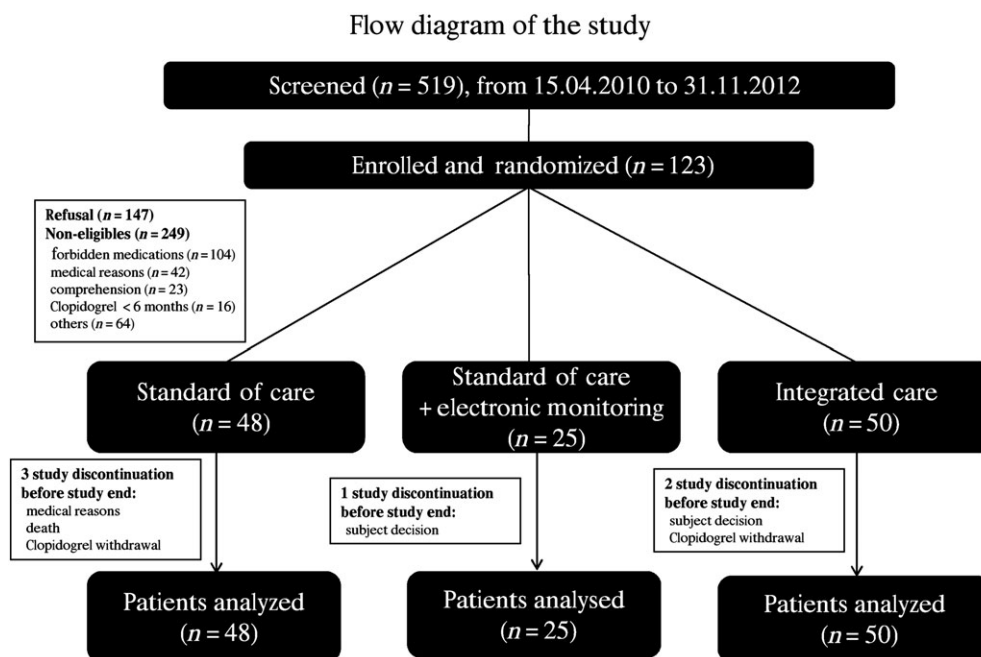 Flow diagram of the study
Screened (n = 519), from 15.04.2010 to 31.11.2012
Enrolled and randomized (n = 123)
Refusal (n = 147)
Non-eligibles (n = 249)
forbidden medications (n = 104)
medical reasons (n = 42)
comprehension (n = 23)
Clopidogrel < 6 months (n = 16)
others (n = 64)
Standard of care
(n = 48)
Standard of care
+ electronic monitoring
(n = 25)
Integrated care
(n = 50)
3 study discontinuation
before study end:
medical reasons
death
Clopidogrel withdrawal
1 study discontinuation
before study end:
subject decision
2 study discontinuation
before study end:
subject decision
Clopidogrel withdrawal
Patients analyzed
(n = 48)
Patients analysed
(n = 25)
Patients analyzed
(n = 50)